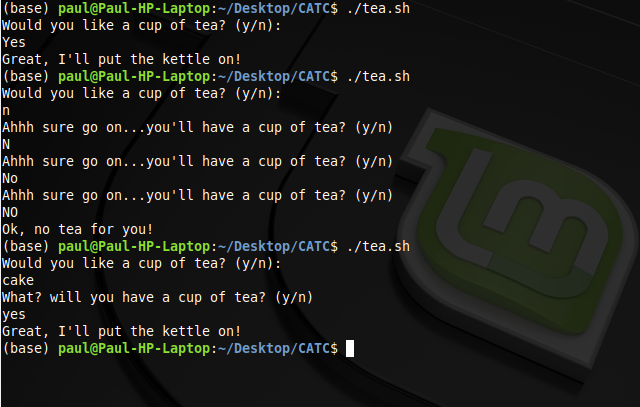 (base) paul@Paul-HP-Laptop:~/Desktop/CATC$ ./tea.sh
Would you like a cup of tea? (y/n):
Yes
Great, I'll put the kettle on!
(base) paul@Paul-HP-Laptop:~/Desktop/CATC$ ./tea.sh
Would you like a cup of tea? (y/n):
n
Ahhh sure go on...you'll have a cup of tea? (y/n)
N
Ahhh sure go on...you'll have a cup of tea? (y/n)
No
Ahhh sure go on...you'll have a cup of tea? (y/n)
NO
Ok, no tea for you!
(base) paul@Paul-HP-Laptop:~/Desktop/CATC$ ./tea.sh
Would you like a cup of tea? (y/n):
cake
What? will you have a cup of tea? (y/n)
yes
Great, I'll put the kettle on!
(base) paul@Paul-HP-Laptop:~/Desktop/CATC$